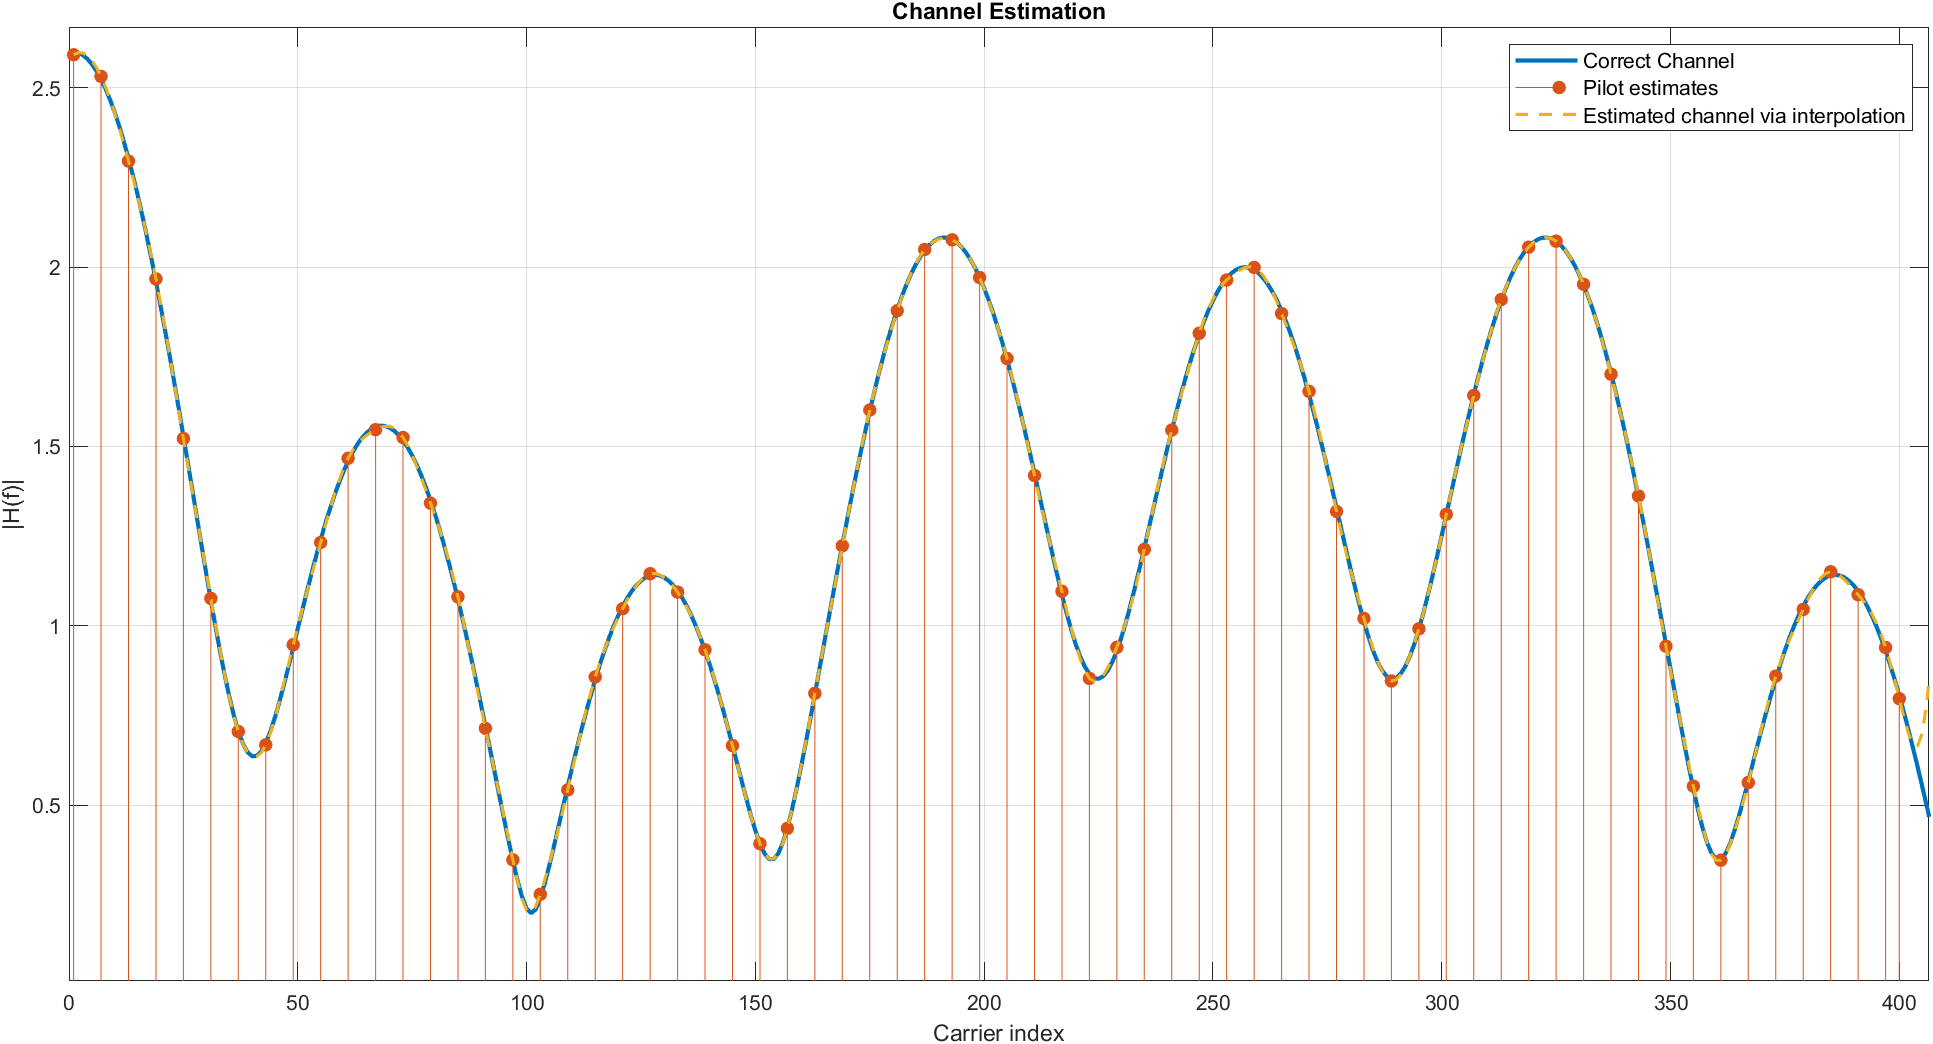 Channel Estimation
Correct Channel
Pilot estimates
Estimated channel via interpolation
2.5
2
1.5
1
0.5
|H(f)|
0 50 100 150 200 250 300 350 400
Carrier index